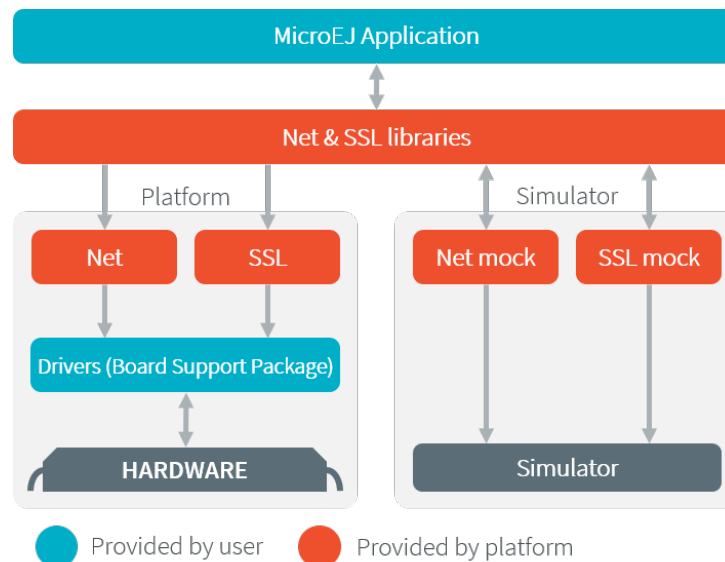 MicroEJ Application
Net & SSL libraries
Platform
Simulator
Net
SSL
Net mock
SSL mock
Drivers (Board Support Package)
HARDWARE
Simulator
Provided by user
Provided by platform